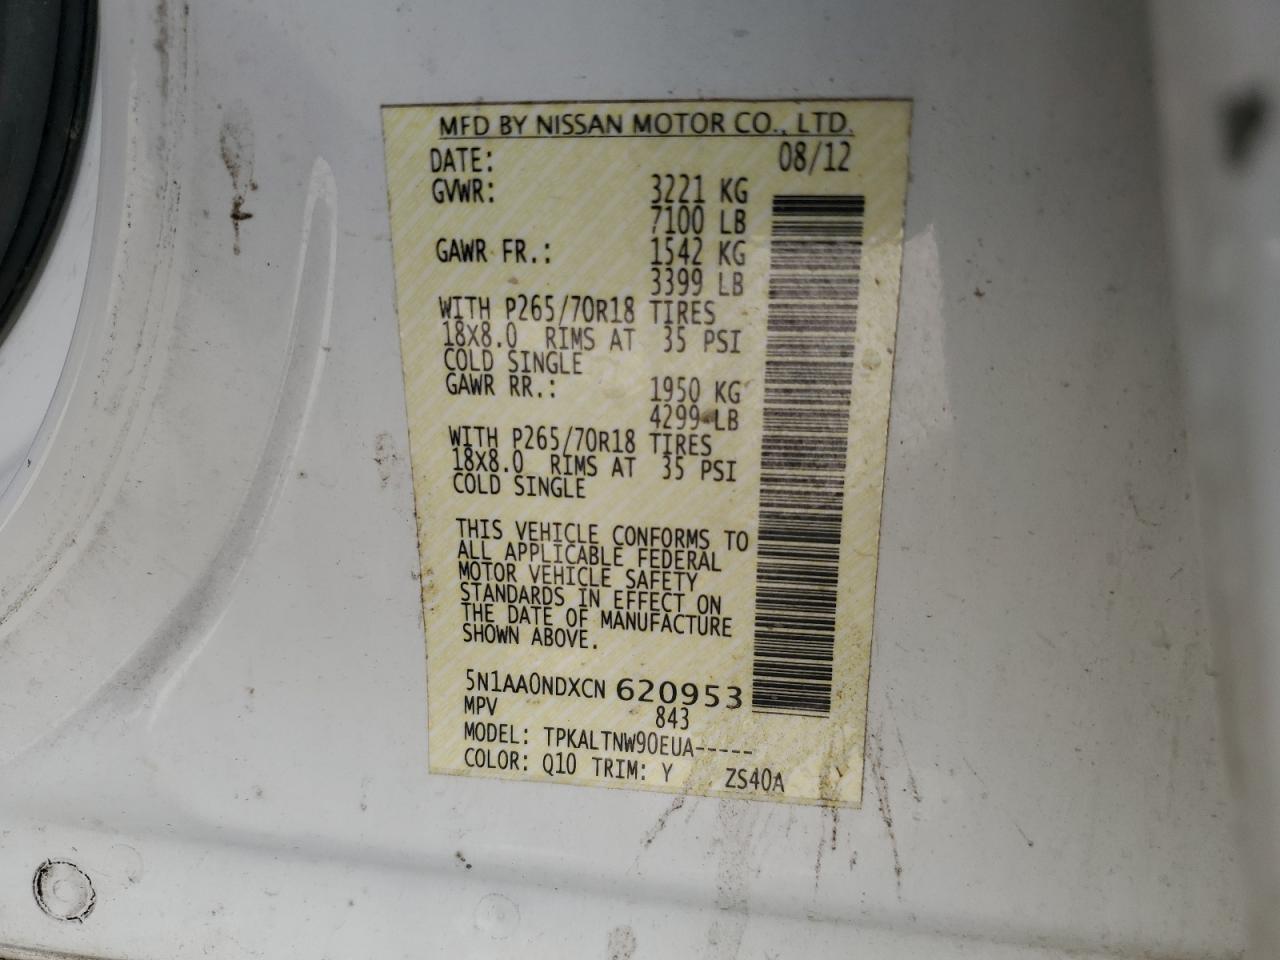 MFD BY NISSAN MOTOR CO., LTD.
DATE: 08/12
GVWR: 3221 KG
7100 LB
GAWR FR.: 1542 KG
3399 LB
WITH P265/70R18 TIRES
18X8.0 RIMS AT 35 PSI
COLD SINGLE
GAWR RR.: 1950 KG
4299 LB
WITH P265/70R18 TIRES
18X8.0 RIMS AT 35 PSI
COLD SINGLE
THIS VEHICLE CONFORMS TO
ALL APPLICABLE FEDERAL
MOTOR VEHICLE SAFETY
STANDARDS IN EFFECT ON
THE DATE OF MANUFACTURE
SHOWN ABOVE.
5N1AA0NDXCN 620953
MPV 843
MODEL: TPKALTNW90EUA-----
COLOR: Q10 TRIM: Y ZS40A